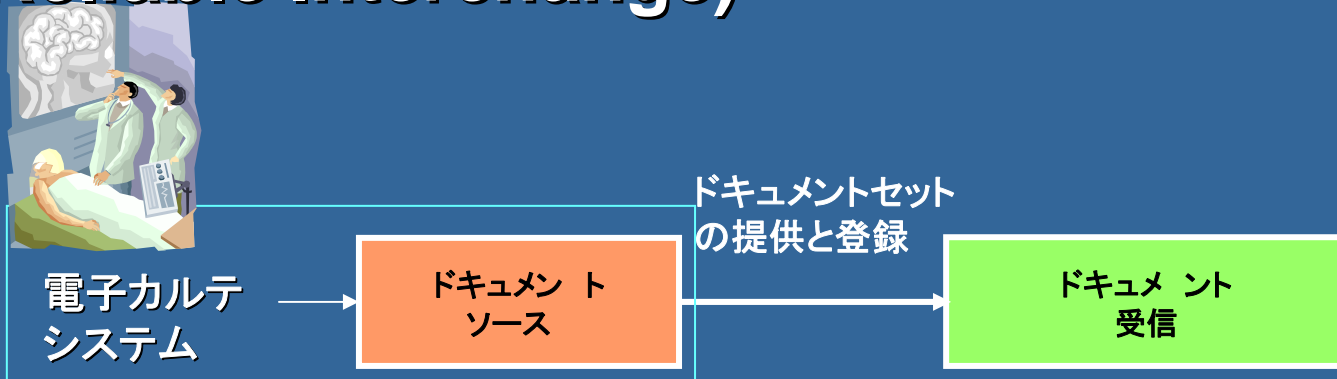 Interchange)
ドキュメントセット
の提供と登録
電子カルテ
システム
ドキュメン ト
ソース
ドキュメ ント
受信